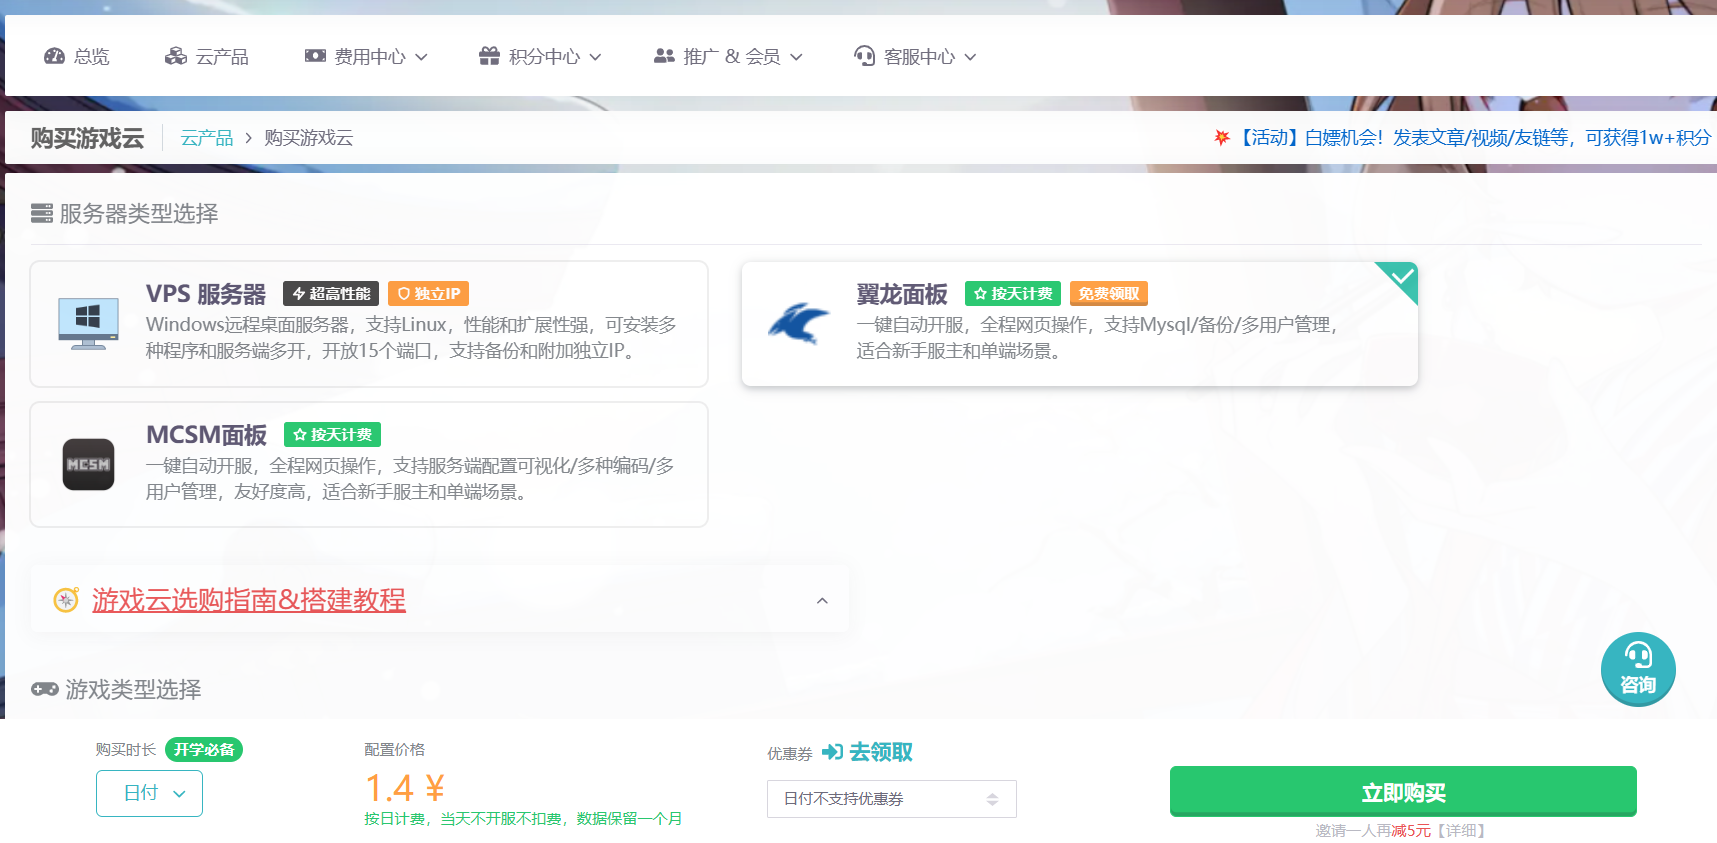 总览 云产品 费用中心 积分中心 推广 & 会员 客服中心
购买游戏云 云产品 > 购买游戏云 【活动】白嫖机会！发表文章/视频/友链等，可获得1w+积分
服务器类型选择
VPS 服务器 超高性能 独立IP
Windows远程桌面服务器，支持Linux，性能和扩展性强，可安装多
种程序和服务端多开，开放15个端口，支持备份和附加独立IP。
翼龙面板 按天计费 免费领取
一键自动开服，全程网页操作，支持Mysql/备份/多用户管理，
适合新手服主和单端场景。
MCSM
MCSM面板 按天计费
一键自动开服，全程网页操作，支持服务端配置可视化/多种编码/多
用户管理，友好度高，适合新手服主和单端场景。
游戏云选购指南&搭建教程
咨询
游戏类型选择
购买时长 开学必备
日付
配置价格
1.4 ¥
按日计费，当天不开服不扣费，数据保留一个月
优惠券 去领取
日付不支持优惠券
立即购买
邀请一人再减5元【详细】